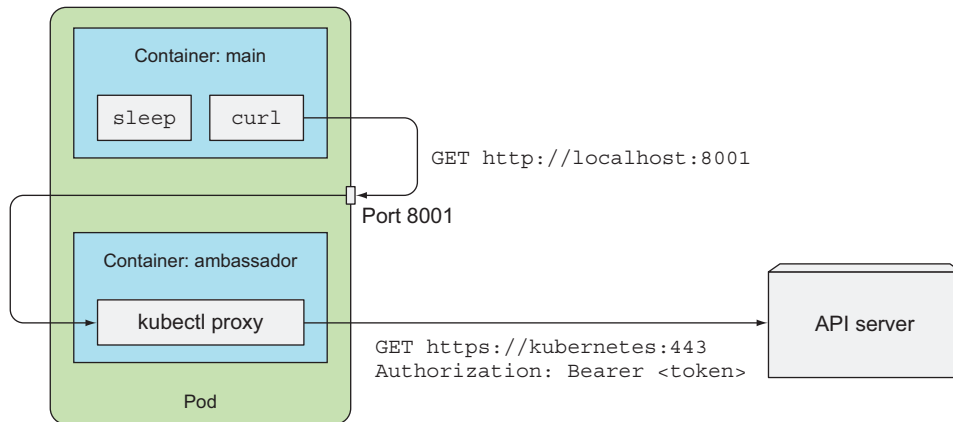 Container: main
sleep
curl
GET http://localhost:8001
Port 8001
Container: ambassador
kubectl proxy
API server
GET https://kubernetes:443
Authorization: Bearer <token>
Pod